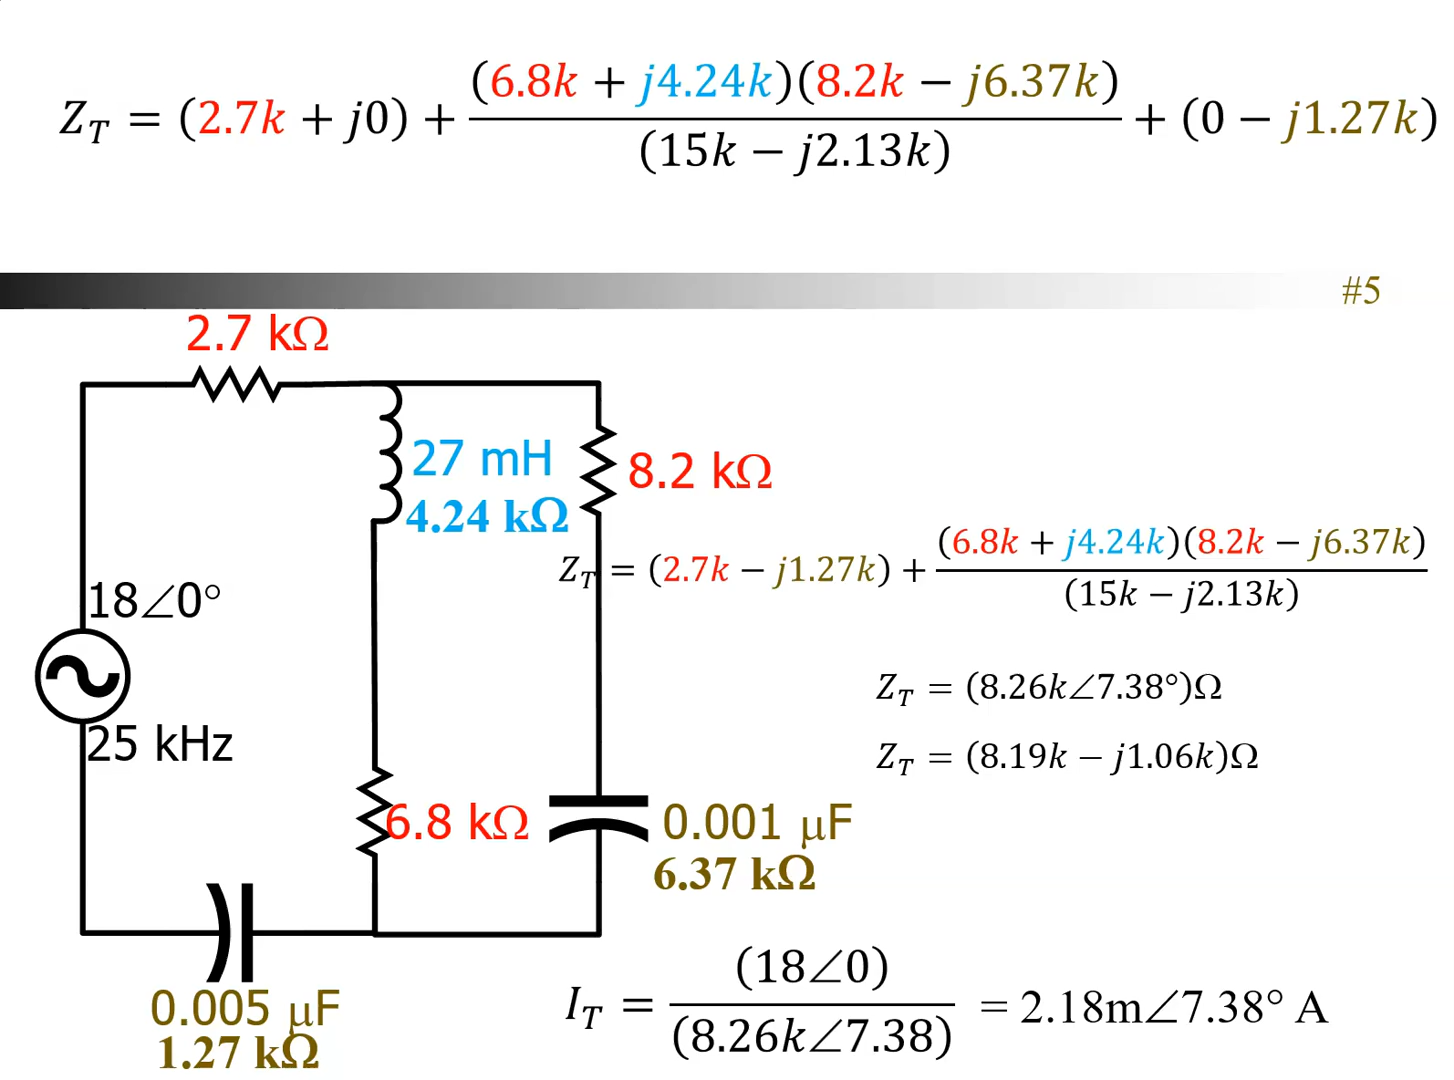 Z_T = (2.7k + j0) + \frac{(6.8k + j4.24k)(8.2k − j6.37k)}{(15k − j2.13k)} + (0 − j1.27k)
#5
2.7 kΩ
27 mH
4.24 kΩ
8.2 kΩ
Z_T = (2.7k − j1.27k) + \frac{(6.8k + j4.24k)(8.2k − j6.37k)}{(15k − j2.13k)}
18∠0°
25 kHz
Z_T = (8.26k∠7.38°)Ω
Z_T = (8.19k − j1.06k)Ω
6.8 kΩ
0.001 μF
6.37 kΩ
0.005 μF
1.27 kΩ
I_T = \frac{(18∠0)}{(8.26k∠7.38)} = 2.18m∠7.38° A